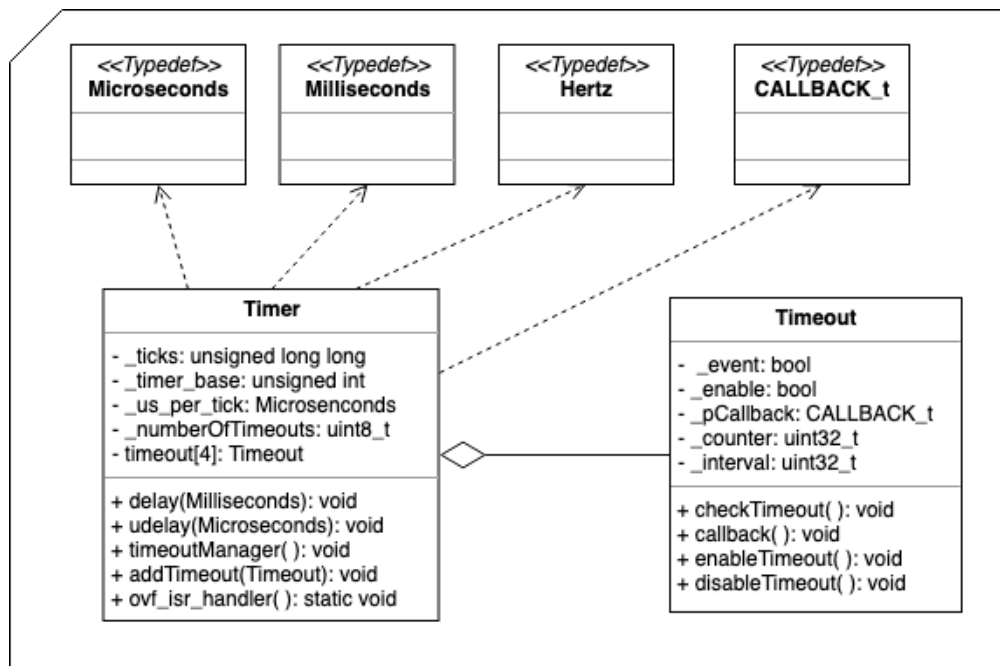 <<Typedef>>
Microseconds
<<Typedef>>
Milliseconds
<<Typedef>>
Hertz
<<Typedef>>
CALLBACK_t
Timer
- _ticks: unsigned long long
- _timer_base: unsigned int
- _us_per_tick: Microsenconds
- _numberOfTimeouts: uint8_t
- timeout[4]: Timeout
+ delay(Milliseconds): void
+ udelay(Microseconds): void
+ timeoutManager( ): void
+ addTimeout(Timeout): void
+ ovf_isr_handler( ): static void
Timeout
- _event: bool
- _enable: bool
- _pCallback: CALLBACK_t
- _counter: uint32_t
- _interval: uint32_t
+ checkTimeout( ): void
+ callback( ): void
+ enableTimeout( ): void
+ disableTimeout( ): void